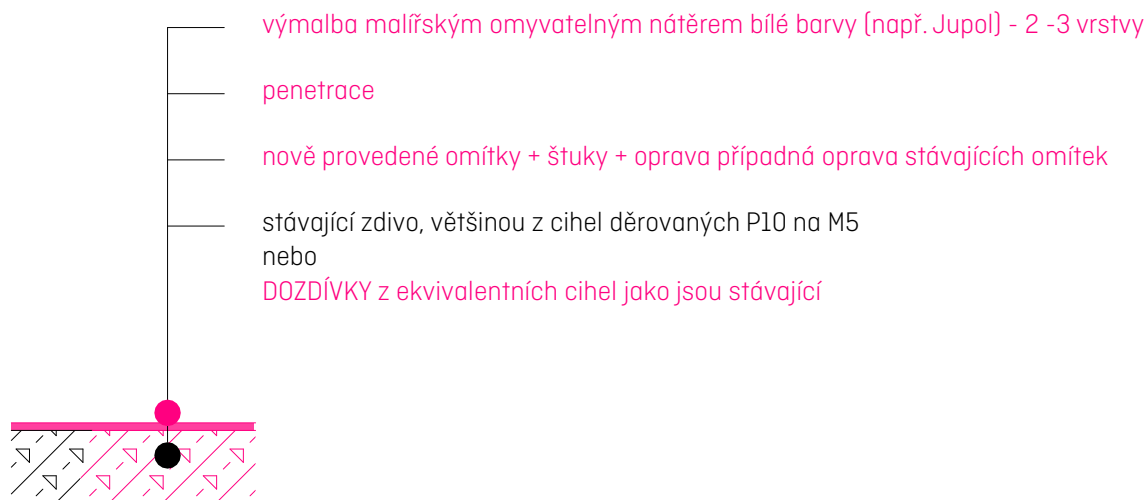 výmalba malířským omyvatelným nátěrem bílé barvy (např. Jupol) - 2 -3 vrstvy
penetrace
nově provedené omítky + štuky + oprava případná oprava stávajících omítek
stávající zdivo, většinou z cihel děrovaných P10 na M5
nebo
DOZDÍVKY z ekvivalentních cihel jako jsou stávající